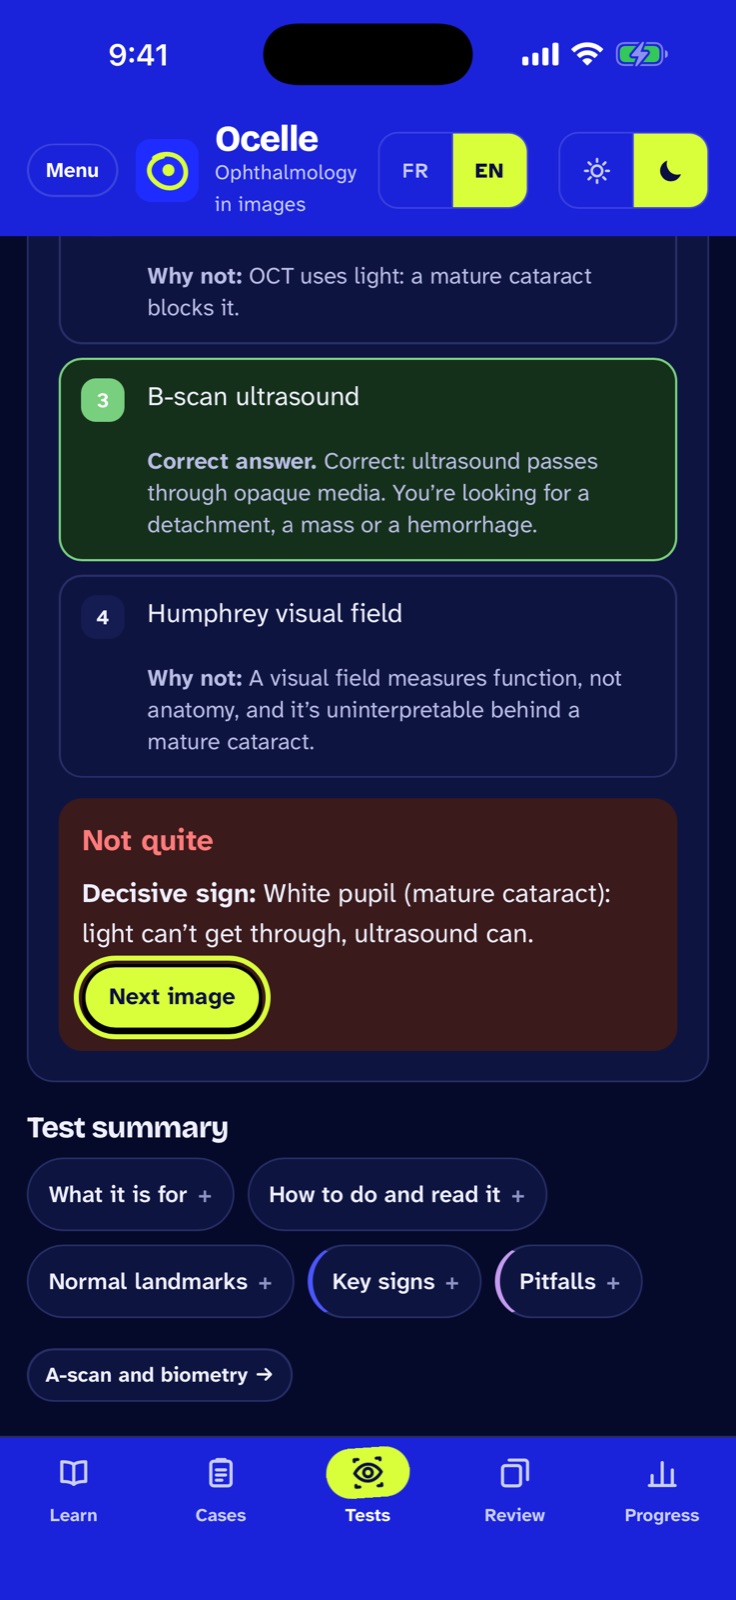 9:41
Menu
Ocelle
Ophthalmology
in images
FR
EN
Why not: OCT uses light: a mature cataract
blocks it.
3
B-scan ultrasound
Correct answer. Correct: ultrasound passes
through opaque media. You’re looking for a
detachment, a mass or a hemorrhage.
4
Humphrey visual field
Why not: A visual field measures function, not
anatomy, and it’s uninterpretable behind a
mature cataract.
Not quite
Decisive sign: White pupil (mature cataract):
light can’t get through, ultrasound can.
Next image
Test summary
What it is for +
How to do and read it +
Normal landmarks +
Key signs +
Pitfalls +
A-scan and biometry →
Learn
Cases
Tests
Review
Progress